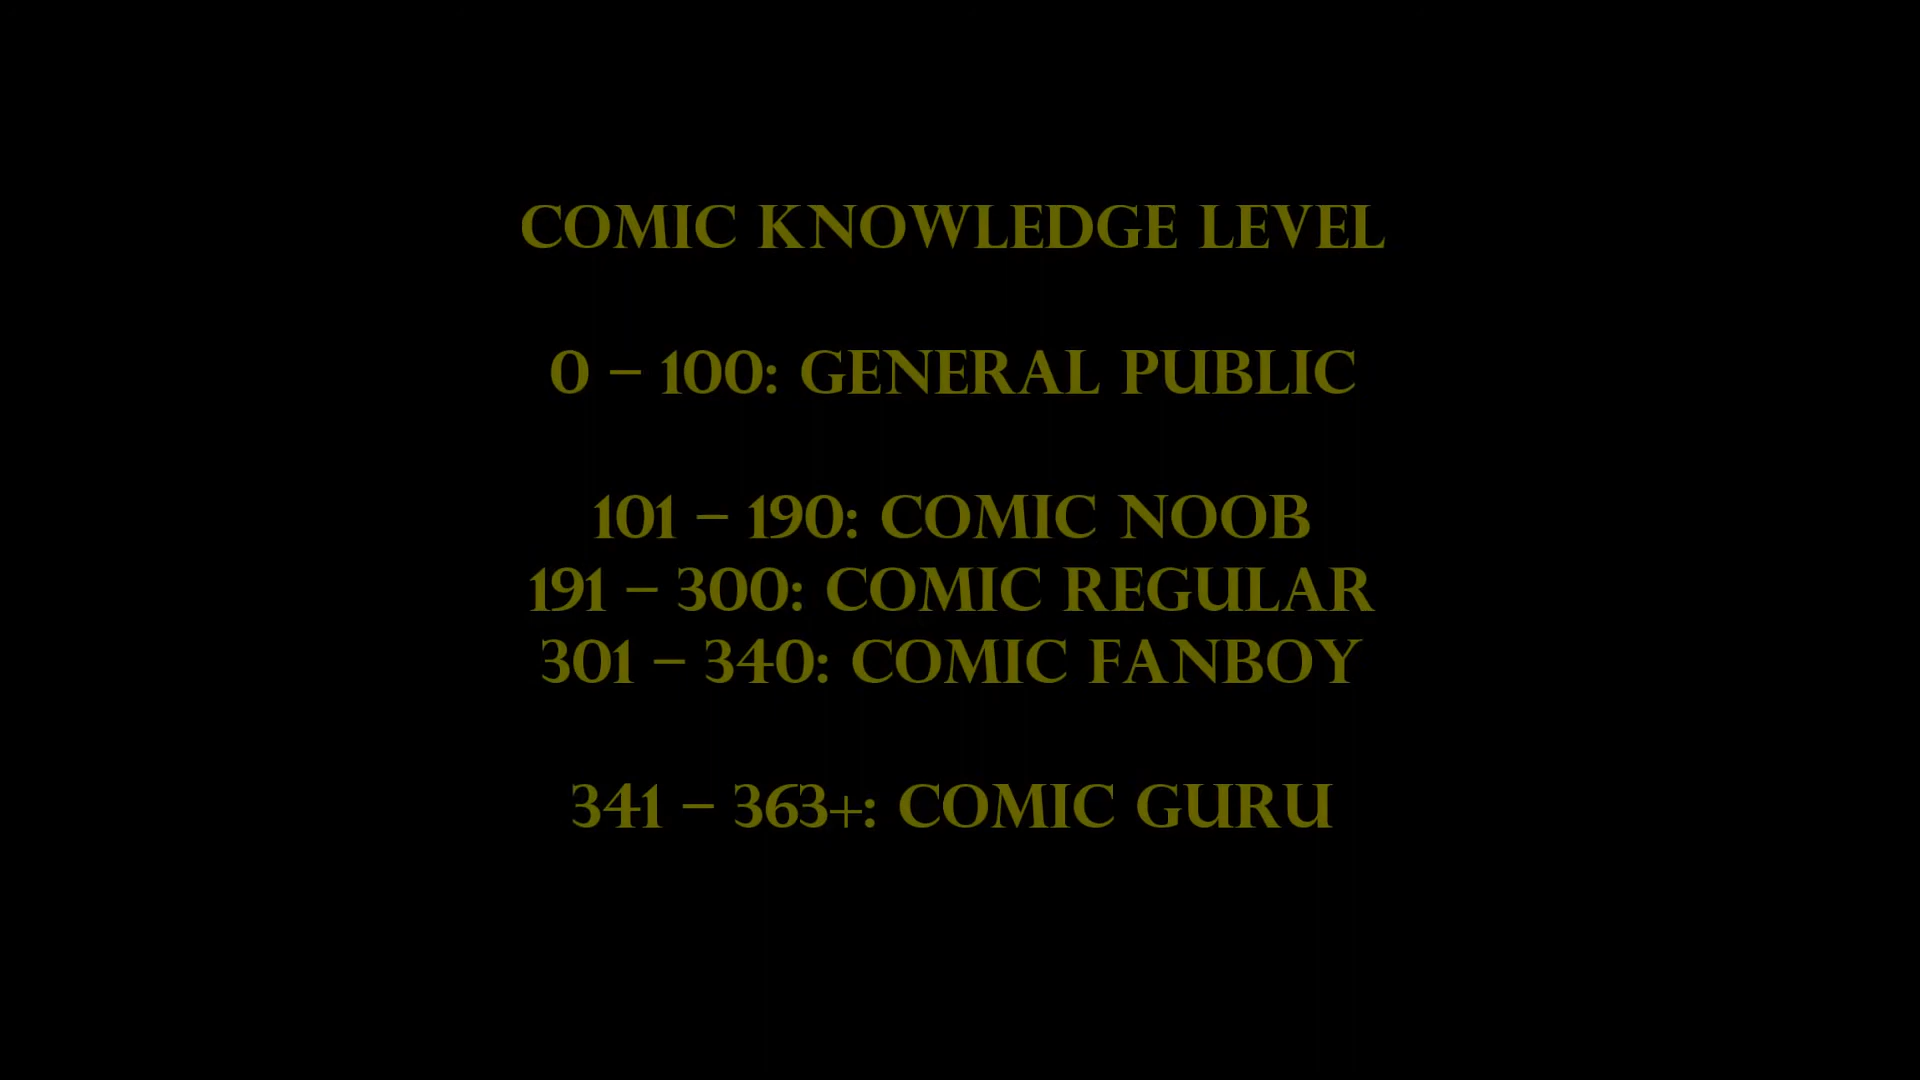 COMIC KNOWLEDGE LEVEL
0 – 100: GENERAL PUBLIC
101 – 190: COMIC NOOB
191 – 300: COMIC REGULAR
301 – 340: COMIC FANBOY
341 – 363+: COMIC GURU